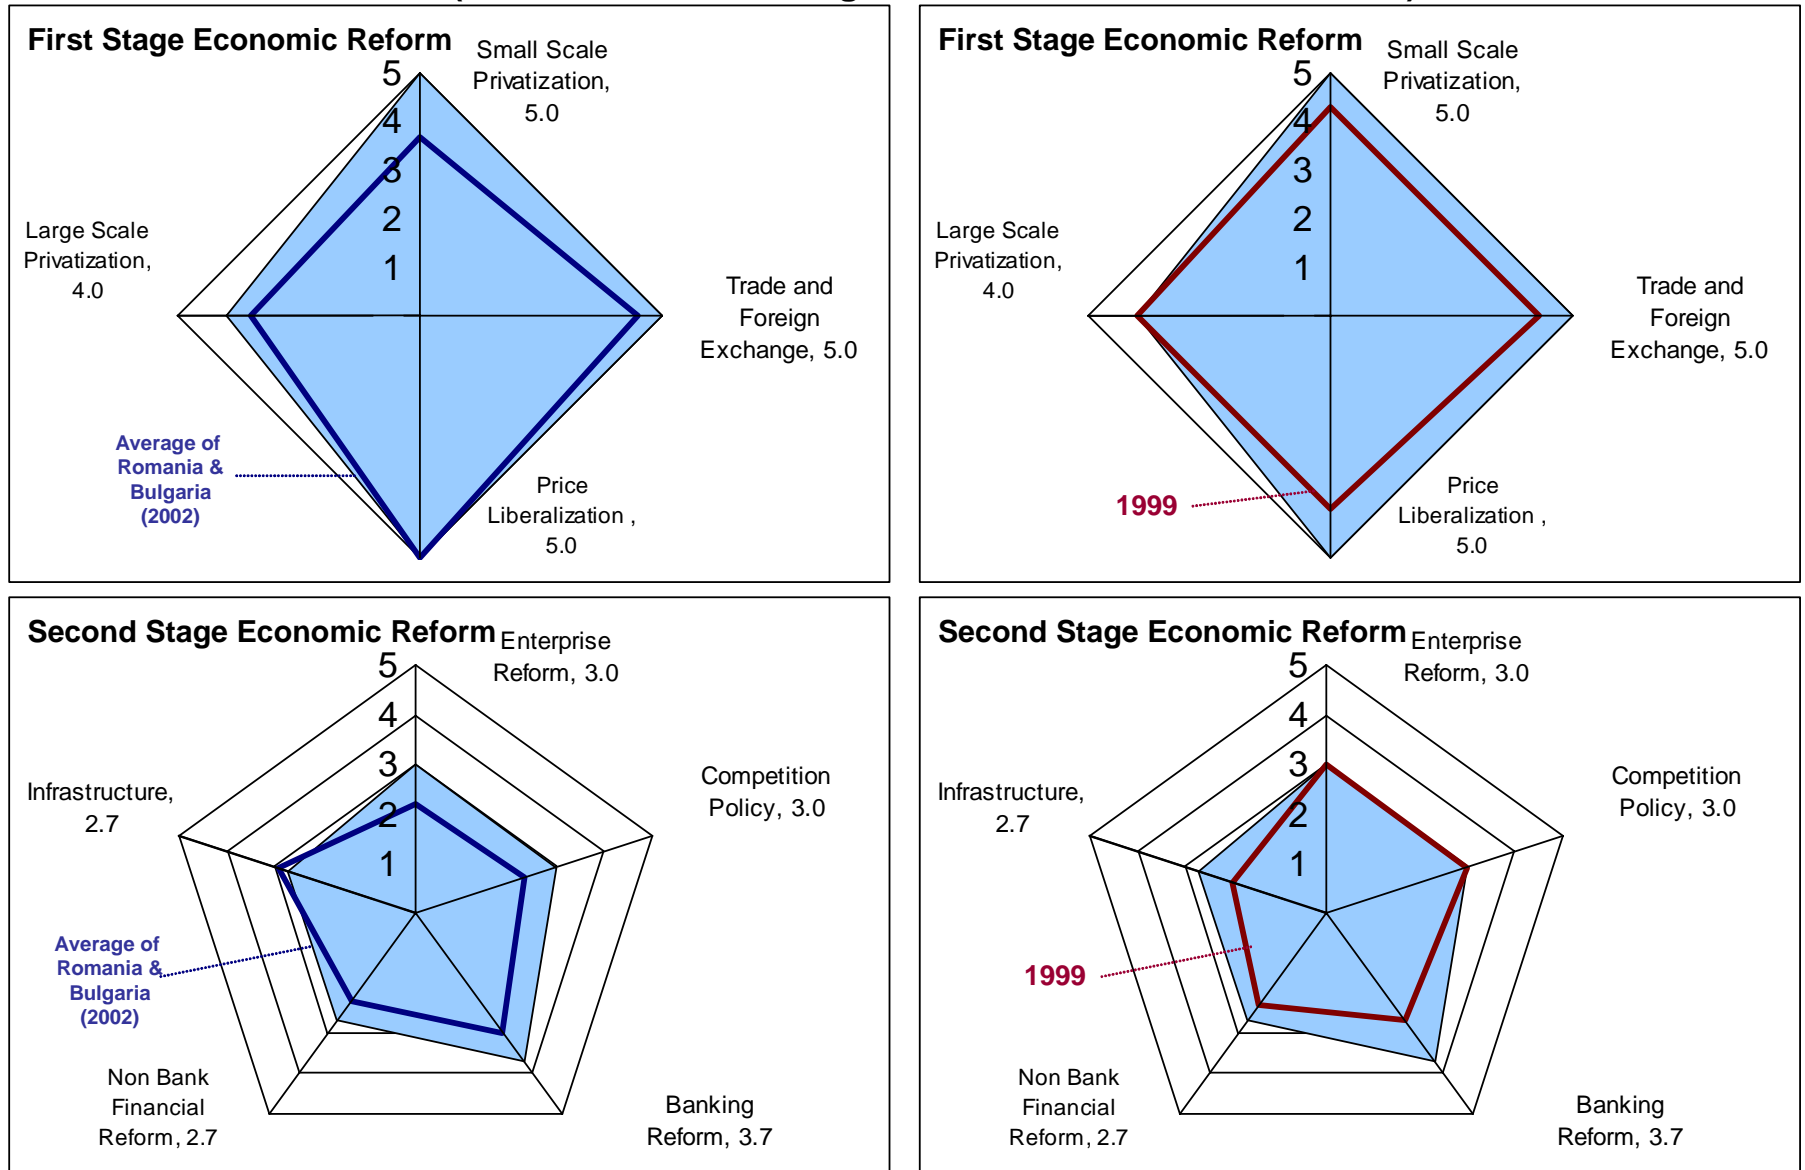 First Stage Economic Reform
Small Scale
Privatization,
5.0
5
4
3
2
1
Large Scale
Privatization,
4.0
Trade and
Foreign
Exchange, 5.0
Average of
Romania &
Bulgaria
(2002)
Price
Liberalization ,
5.0
First Stage Economic Reform
Small Scale
Privatization,
5.0
5
4
3
2
1
Large Scale
Privatization,
4.0
Trade and
Foreign
Exchange, 5.0
1999
Price
Liberalization ,
5.0
Second Stage Economic Reform
Enterprise
Reform, 3.0
5
4
3
2
1
Infrastructure,
2.7
Competition
Policy, 3.0
Average of
Romania &
Bulgaria
(2002)
Non Bank
Financial
Reform, 2.7
Banking
Reform, 3.7
Second Stage Economic Reform
Enterprise
Reform, 3.0
5
4
3
2
1
Infrastructure,
2.7
Competition
Policy, 3.0
1999
Non Bank
Financial
Reform, 2.7
Banking
Reform, 3.7